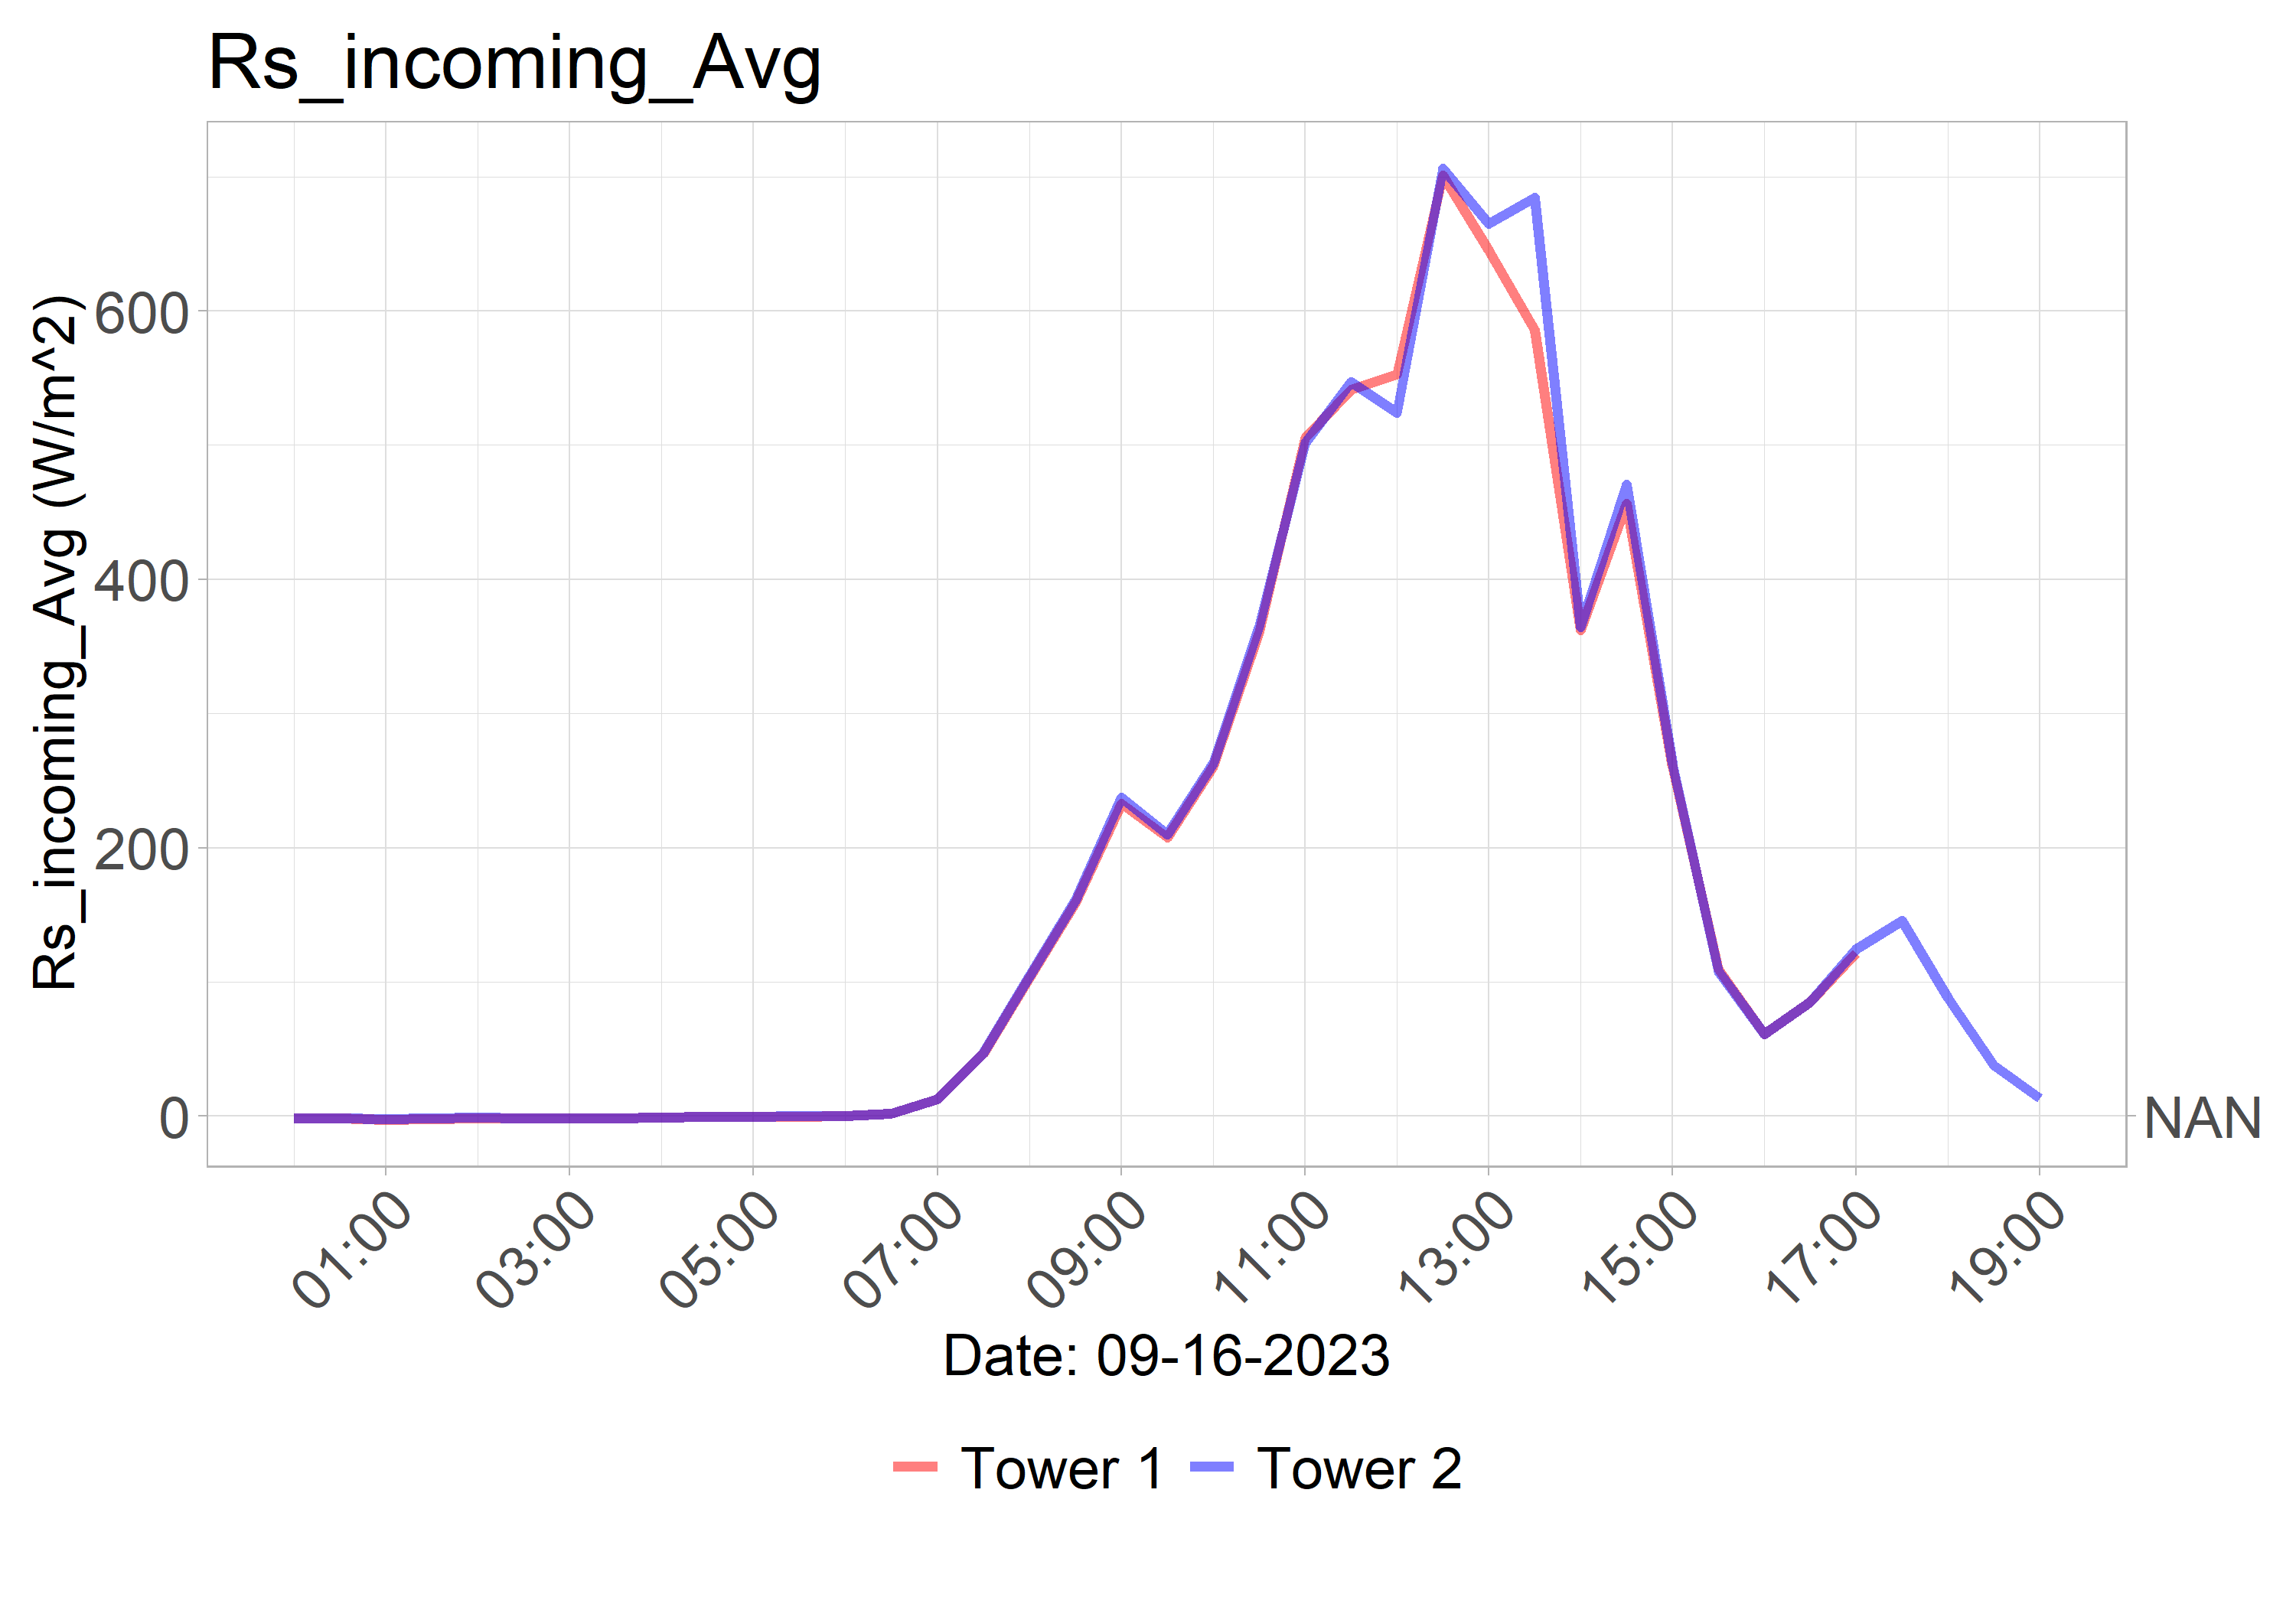 Rs_incoming_Avg
Rs_incoming_Avg (W/m^2)
600
400
200
0
NAN
01:00
03:00
05:00
07:00
09:00
11:00
13:00
15:00
17:00
19:00
Date: 09-16-2023
Tower 1
Tower 2